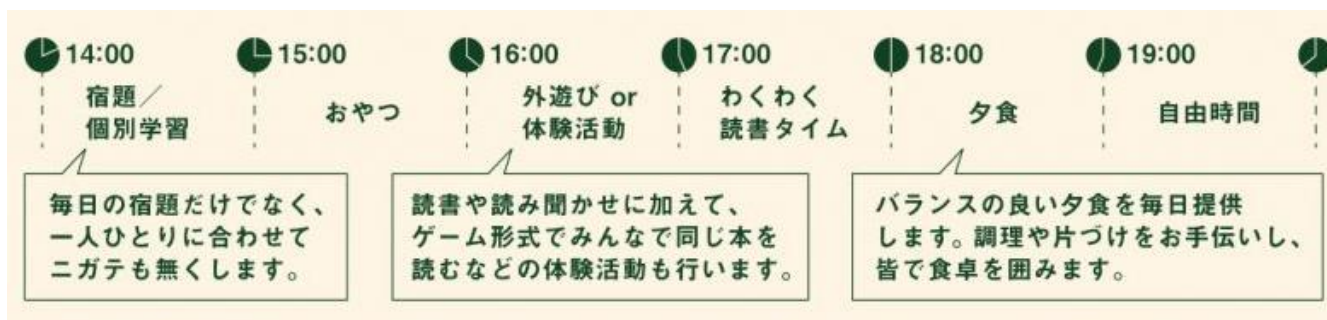 14:00
15:00
16:00
17:00
18:00
19:00
宿題／
個別学習
おやつ
外遊び or
体験活動
わくわく
読書タイム
夕食
自由時間
毎日の宿題だけでなく、
一人ひとりに合わせて
ニガテも無くします。
読書や読み聞かせに加えて、
ゲーム形式でみんなで同じ本を
読むなどの体験活動も行います。
バランスの良い夕食を毎日提供
します。調理や片づけをお手伝いし、
皆で食卓を囲みます。